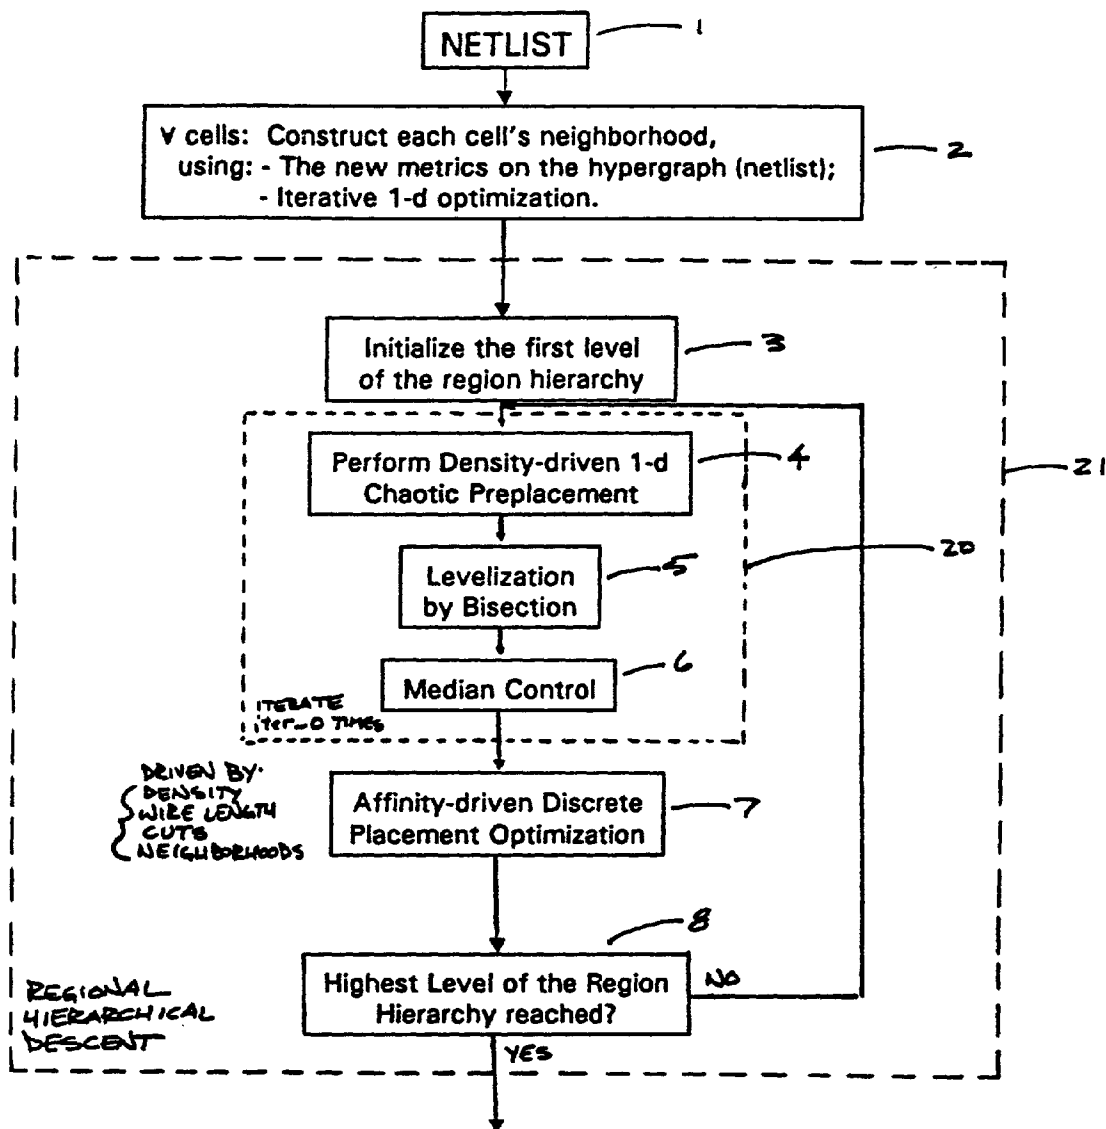 NETLIST
1
∀ cells: Construct each cell's neighborhood,
using: - The new metrics on the hypergraph (netlist);
- Iterative 1-d optimization.
2
Initialize the first level
of the region hierarchy
3
Perform Density-driven 1-d
Chaotic Preplacement
4
21
20
Levelization
by Bisection
5
Median Control
6
ITERATE
iter_0 TIMES
DRIVEN BY:
DENSITY
WIRE LENGTH
CUTS
NEIGHBORHOODS
Affinity-driven Discrete
Placement Optimization
7
8
Highest Level of the Region
Hierarchy reached?
NO
REGIONAL
HIERARCHICAL
DESCENT
YES